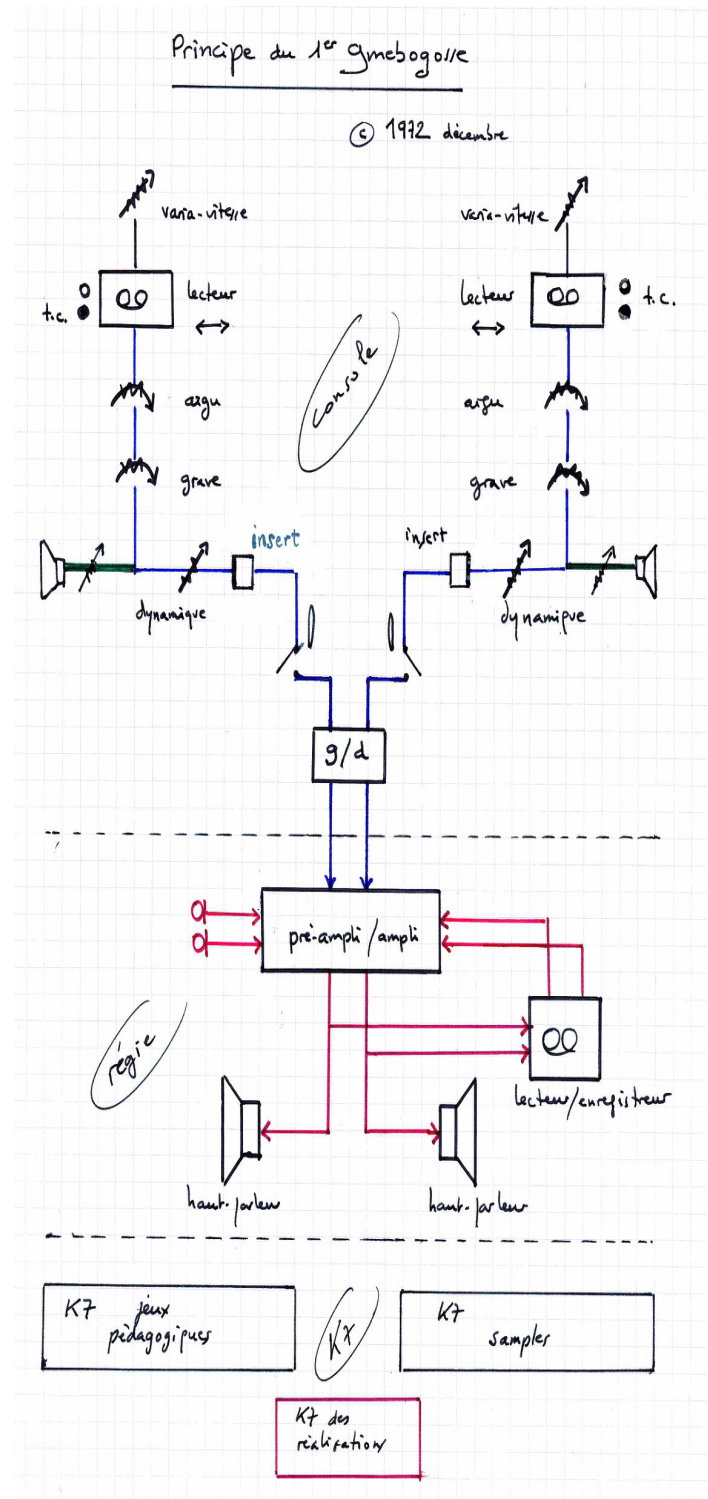 Principe du 1er Gmebogosse
© 1972 décembre
varia-vitesse
varia-vitesse
t.c.
lecteur
lecteur
t.c.
console
aigu
aigu
grave
grave
insert
insert
dynamique
dynamique
g/d
pré-ampli/ampli
régie
lecteur/enregistreur
haut-parleur
haut-parleur
K7 jeux
pédagogiques
K7
K7
samples
K7 des
réalisations